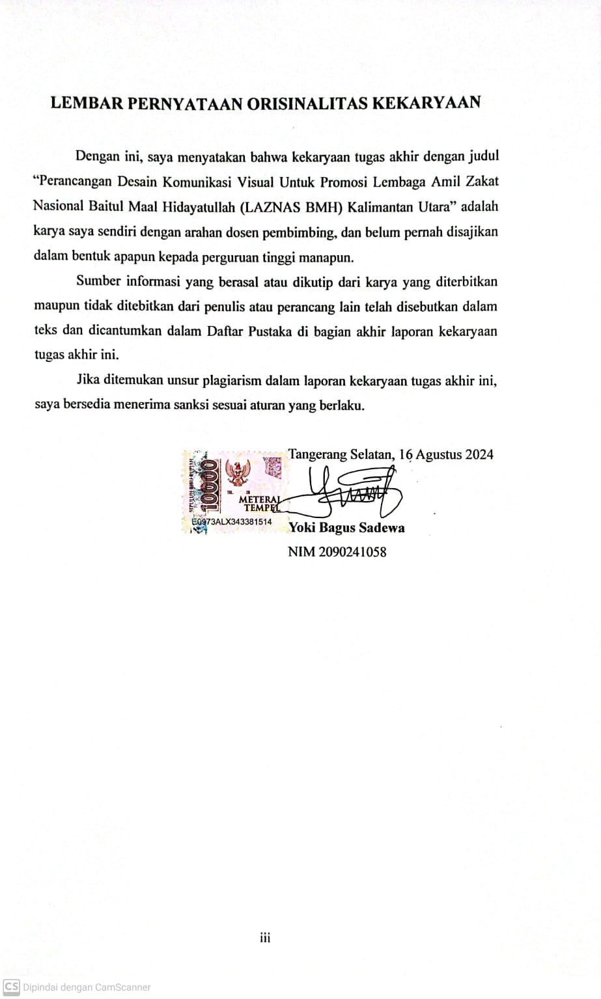 LEMBAR PERNYATAAN ORISINALITAS KEKARYAAN
Dengan ini, saya menyatakan bahwa kekaryaan tugas akhir dengan judul
“Perancangan Desain Komunikasi Visual Untuk Promosi Lembaga Amil Zakat
Nasional Baitul Maal Hidayatullah (LAZNAS BMH) Kalimantan Utara” adalah
karya saya sendiri dengan arahan dosen pembimbing, dan belum pernah disajikan
dalam bentuk apapun kepada perguruan tinggi manapun.
Sumber informasi yang berasal atau dikutip dari karya yang diterbitkan
maupun tidak ditebitkan dari penulis atau perancang lain telah disebutkan dalam
teks dan dicantumkan dalam Daftar Pustaka di bagian akhir laporan kekaryaan
tugas akhir ini.
Jika ditemukan unsur plagiarism dalam laporan kekaryaan tugas akhir ini,
saya bersedia menerima sanksi sesuai aturan yang berlaku.
Tangerang Selatan, 16 Agustus 2024
SEPULUH RIBU RUPIAH
10000
TGL. 20
METERAI
TEMPEL
E0973ALX343381514
Yoki Bagus Sadewa
NIM 2090241058
iii
CS Dipindai dengan CamScanner